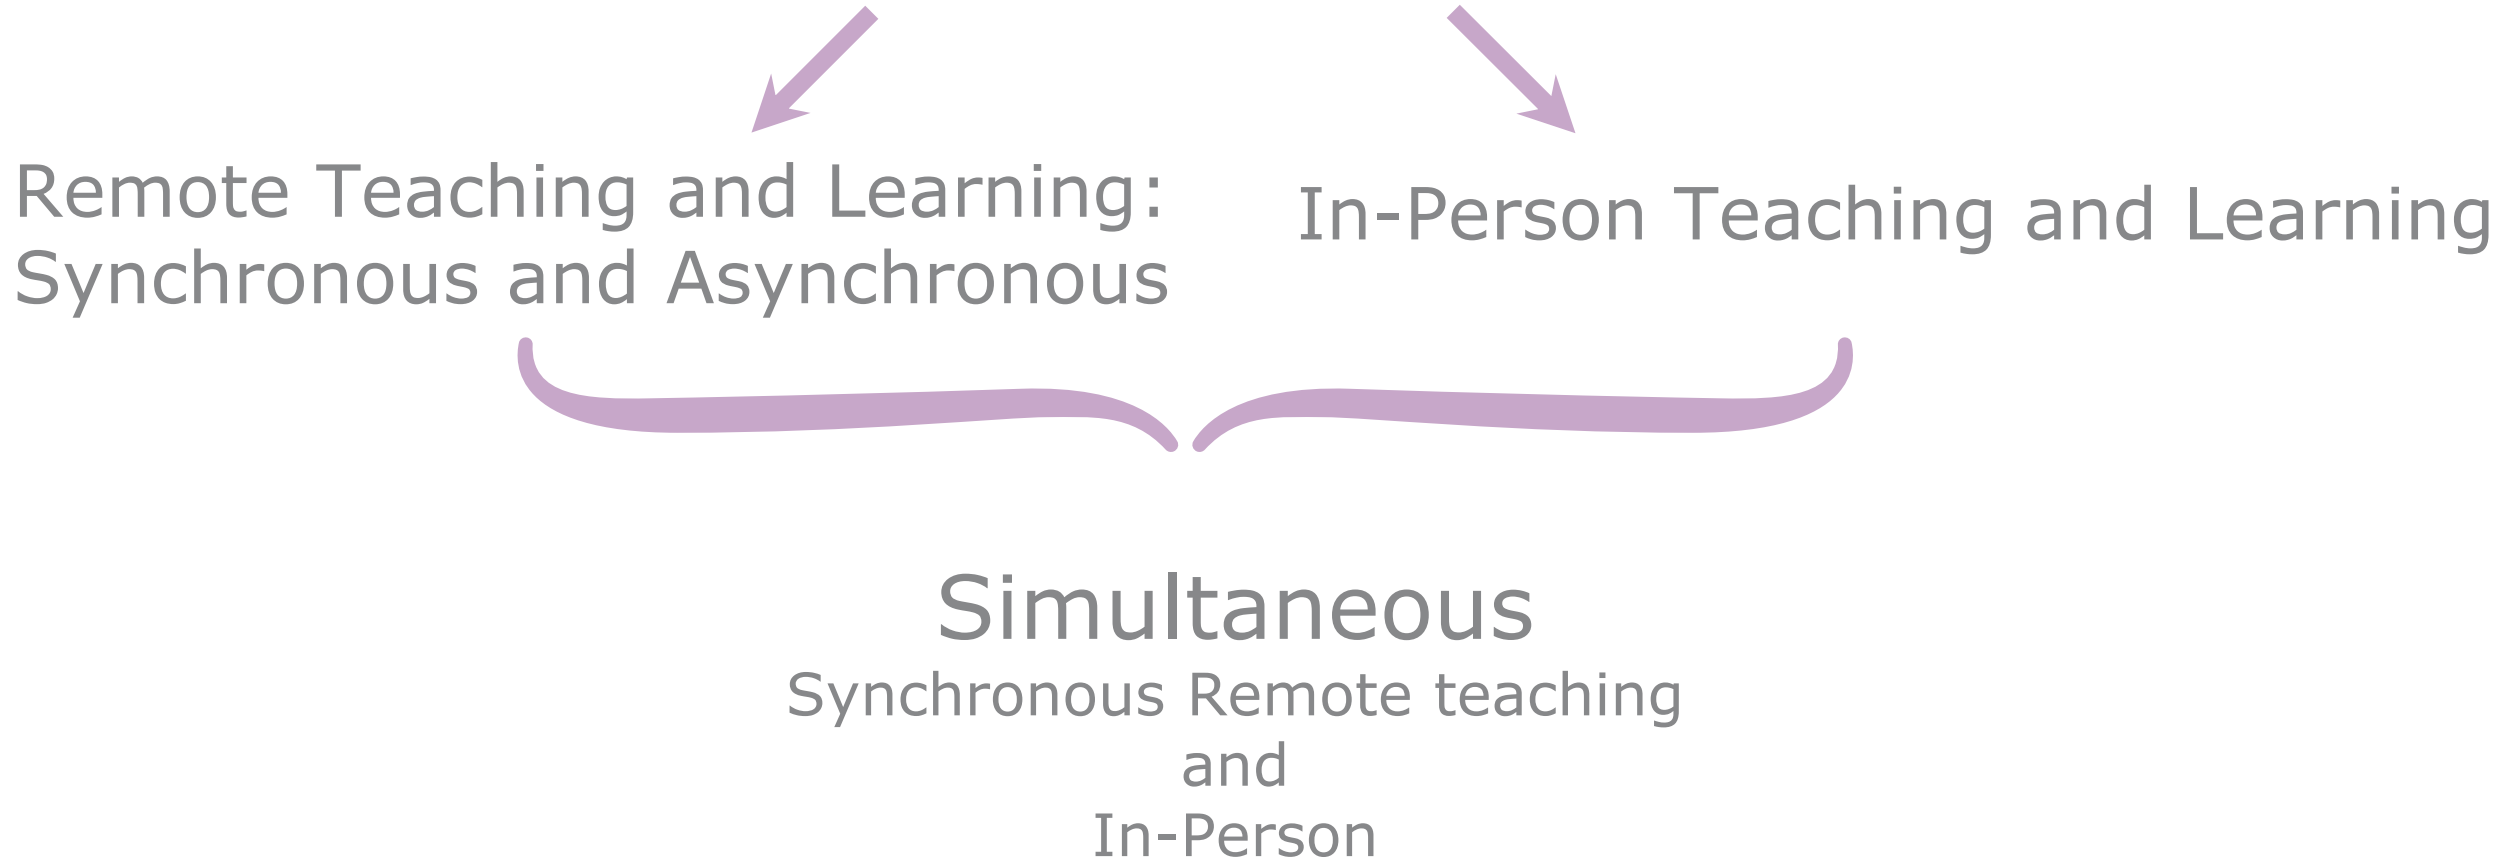 Remote Teaching and Learning:
Synchronous and Asynchronous
In-Person Teaching and Learning
Simultaneous
Synchronous Remote teaching
and
In-Person